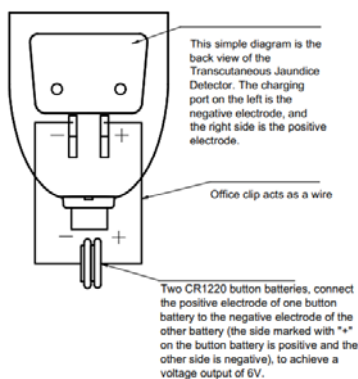 This simple diagram is the
back view of the
Transcutaneous Jaundice
Detector. The charging
port on the left is the
negative electrode, and
the right side is the positive
electrode.
− +
Office clip acts as a wire
− +
Two CR1220 button batteries, connect
the positive electrode of one button
battery to the negative electrode of the
other battery (the side marked with "+"
on the button battery is positive and the
other side is negative), to achieve a
voltage output of 6V.